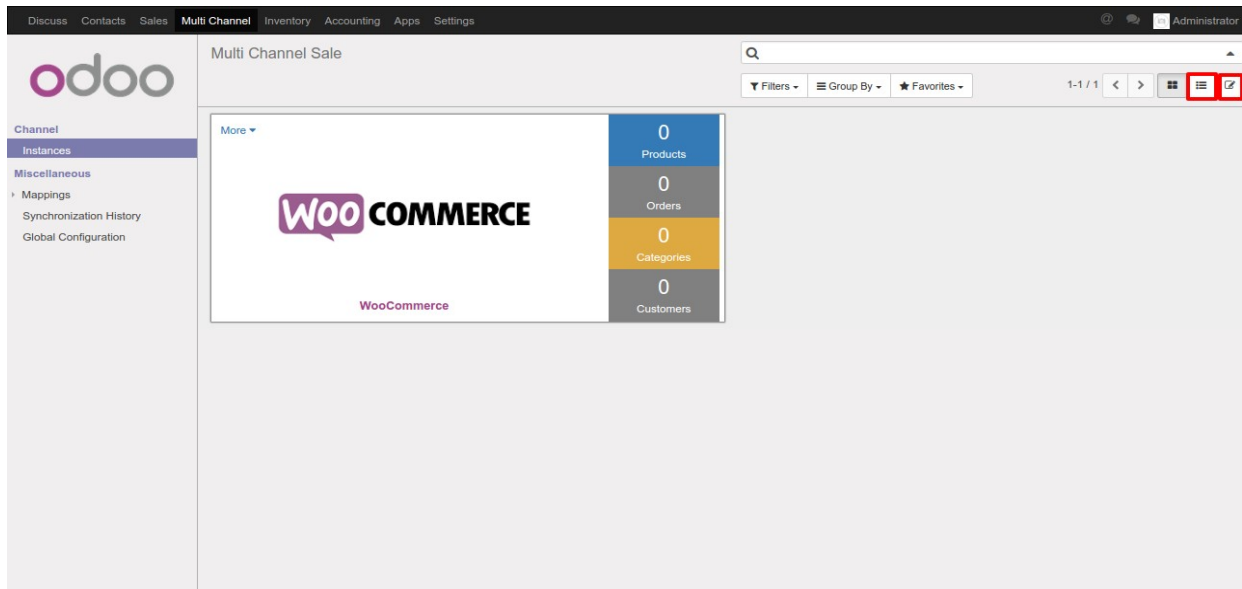 Discuss Contacts Sales Multi Channel Inventory Accounting Apps Settings @ Administrator
odoo
Multi Channel Sale
Filters Group By Favorites 1-1 / 1
Channel
Instances
Miscellaneous
Mappings
Synchronization History
Global Configuration
More
WOO COMMERCE
WooCommerce
0
Products
0
Orders
0
Categories
0
Customers